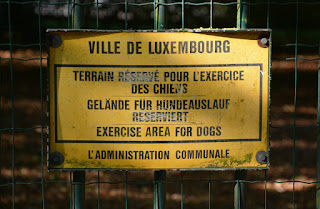 VILLE DE LUXEMBOURG
TERRAIN RÉSERVÉ POUR L'EXERCICE
DES CHIENS
GELÄNDE FÜR HUNDEAUSLAUF
RESERVIERT
EXERCISE AREA FOR DOGS
L'ADMINISTRATION COMMUNALE